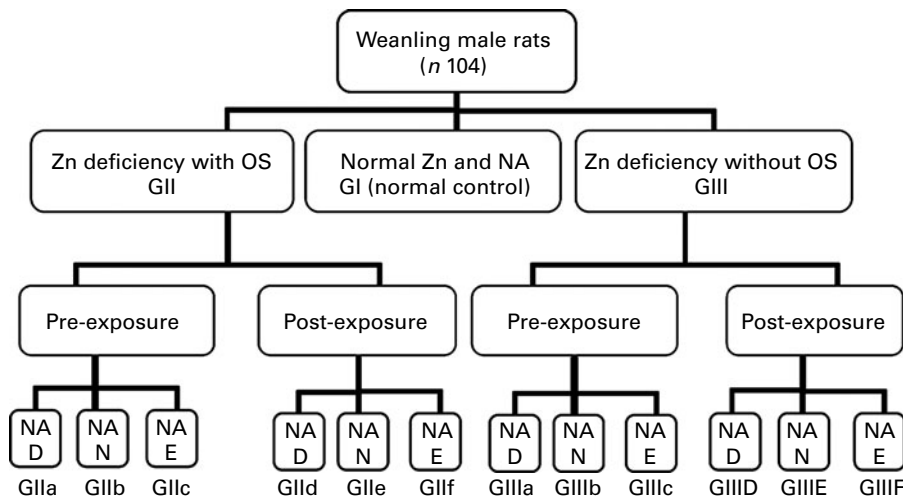 Weanling male rats
(n 104)
Zn deficiency with OS
GII
Normal Zn and NA
GI (normal control)
Zn deficiency without OS
GIII
Pre-exposure
Post-exposure
Pre-exposure
Post-exposure
NA
D
NA
N
NA
E
NA
D
NA
N
NA
E
NA
D
NA
N
NA
E
NA
D
NA
N
NA
E
GIIa
GIIb
GIIc
GIId
GIIe
GIIf
GIIIa
GIIIb
GIIIc
GIIID
GIIIE
GIIIF